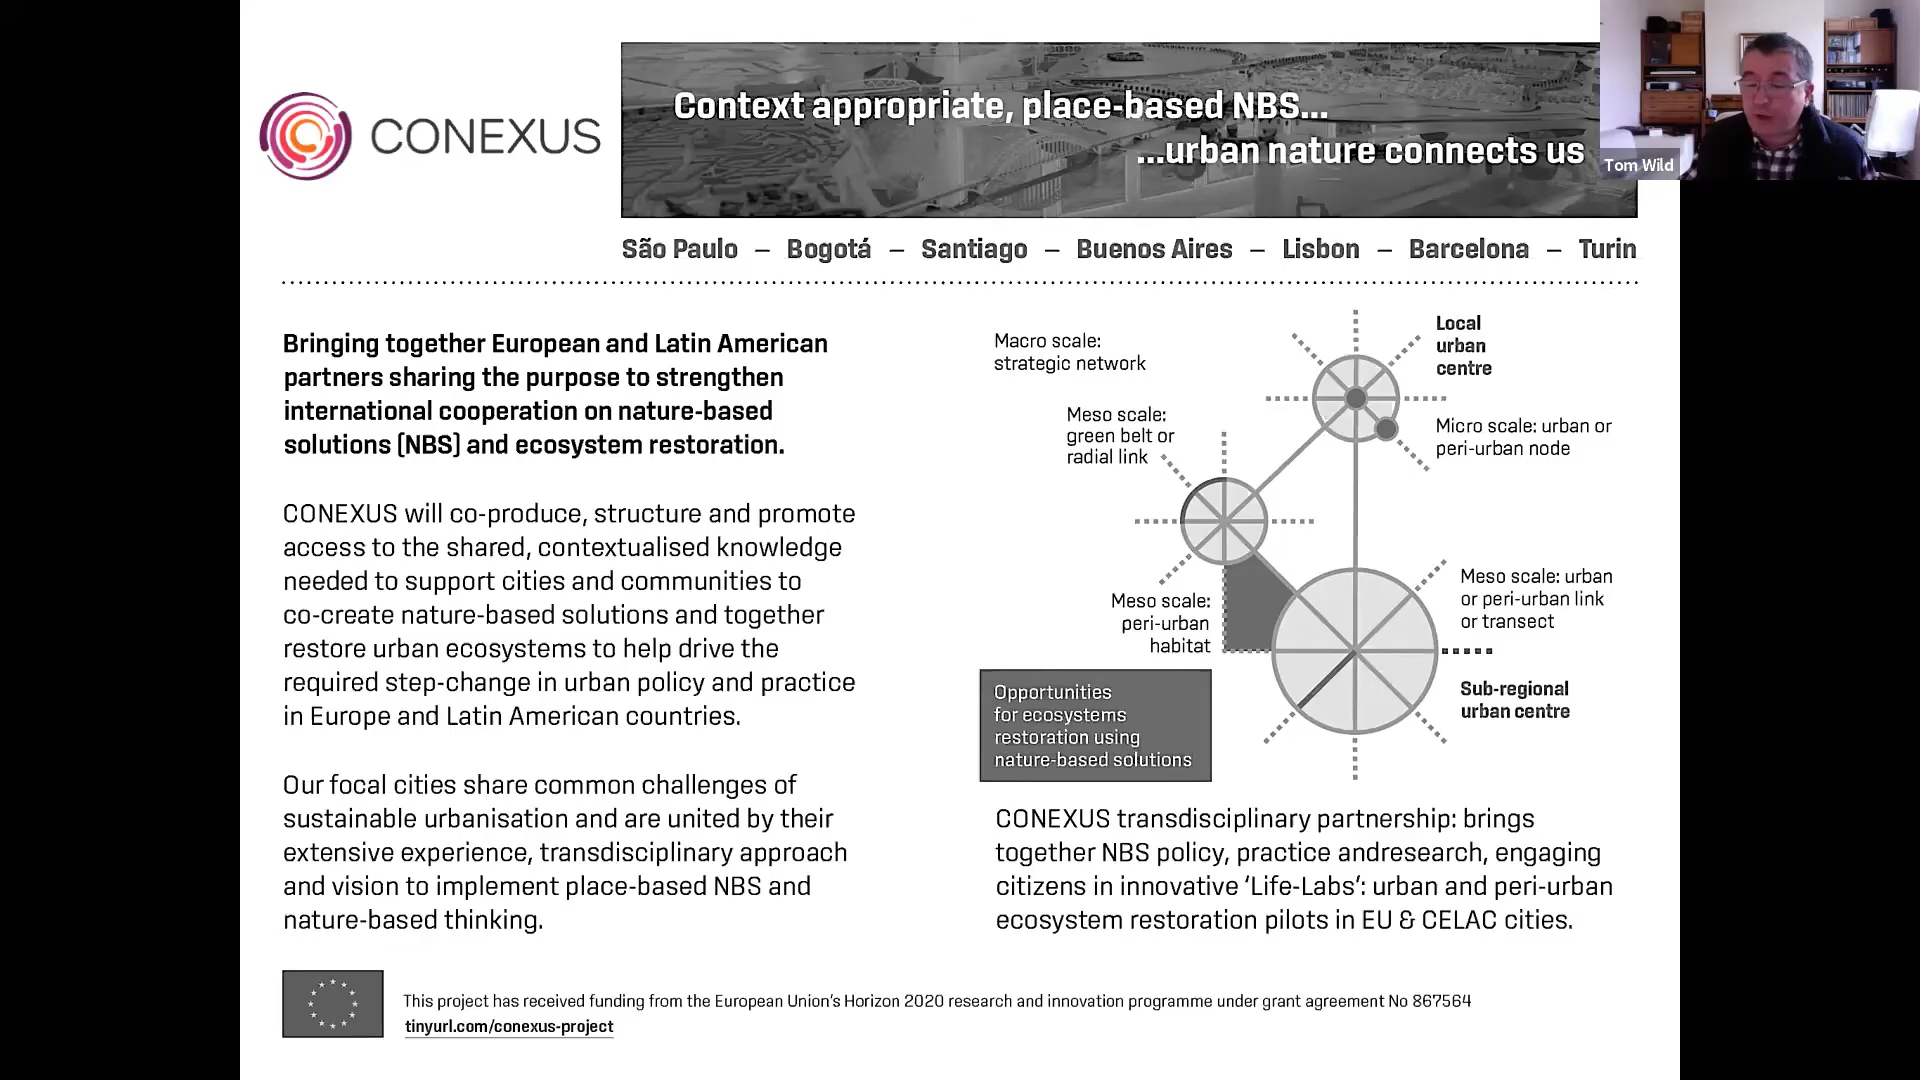 CONEXUS
Context appropriate, place-based NBS...
...urban nature connects us
Tom Wild
São Paulo – Bogotá – Santiago – Buenos Aires – Lisbon – Barcelona – Turin
Bringing together European and Latin American
partners sharing the purpose to strengthen
international cooperation on nature-based
solutions (NBS) and ecosystem restoration.
CONEXUS will co-produce, structure and promote
access to the shared, contextualised knowledge
needed to support cities and communities to
co-create nature-based solutions and together
restore urban ecosystems to help drive the
required step-change in urban policy and practice
in Europe and Latin American countries.
Our focal cities share common challenges of
sustainable urbanisation and are united by their
extensive experience, transdisciplinary approach
and vision to implement place-based NBS and
nature-based thinking.
Macro scale:
strategic network
Local
urban
centre
Meso scale:
green belt or
radial link
Micro scale: urban or
peri-urban node
Meso scale:
peri-urban
habitat
Meso scale: urban
or peri-urban link
or transect
Sub-regional
urban centre
Opportunities
for ecosystems
restoration using
nature-based solutions
CONEXUS transdisciplinary partnership: brings
together NBS policy, practice andresearch, engaging
citizens in innovative ‘Life-Labs’: urban and peri-urban
ecosystem restoration pilots in EU & CELAC cities.
This project has received funding from the European Union’s Horizon 2020 research and innovation programme under grant agreement No 867564
tinyurl.com/conexus-project